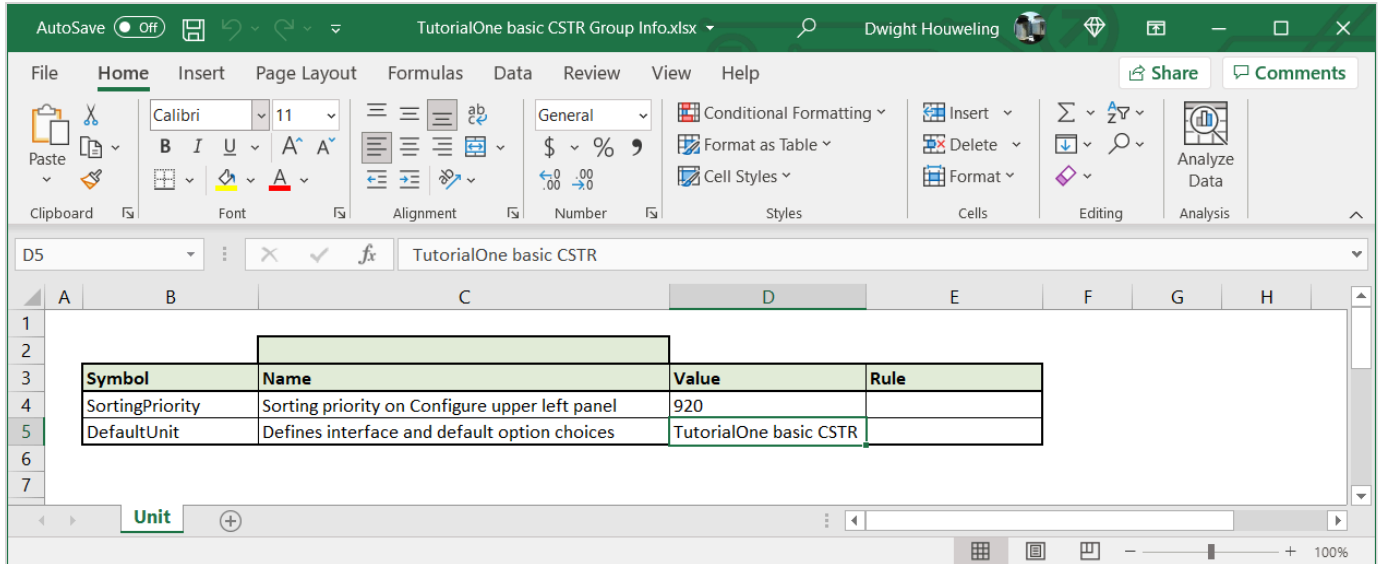 AutoSave Off TutorialOne basic CSTR Group Info.xlsx Dwight Houweling
File Home Insert Page Layout Formulas Data Review View Help Share Comments
Paste Calibri 11 General Conditional Formatting Insert Analyze Data
B I U A A $ % Format as Table Delete
A Cell Styles Format
Clipboard Font Alignment Number Styles Cells Editing Analysis
D5 fx TutorialOne basic CSTR
A B C D E F G H
1
2
3 Symbol Name Value Rule
4 SortingPriority Sorting priority on Configure upper left panel 920
5 DefaultUnit Defines interface and default option choices TutorialOne basic CSTR
6
7
Unit
100%